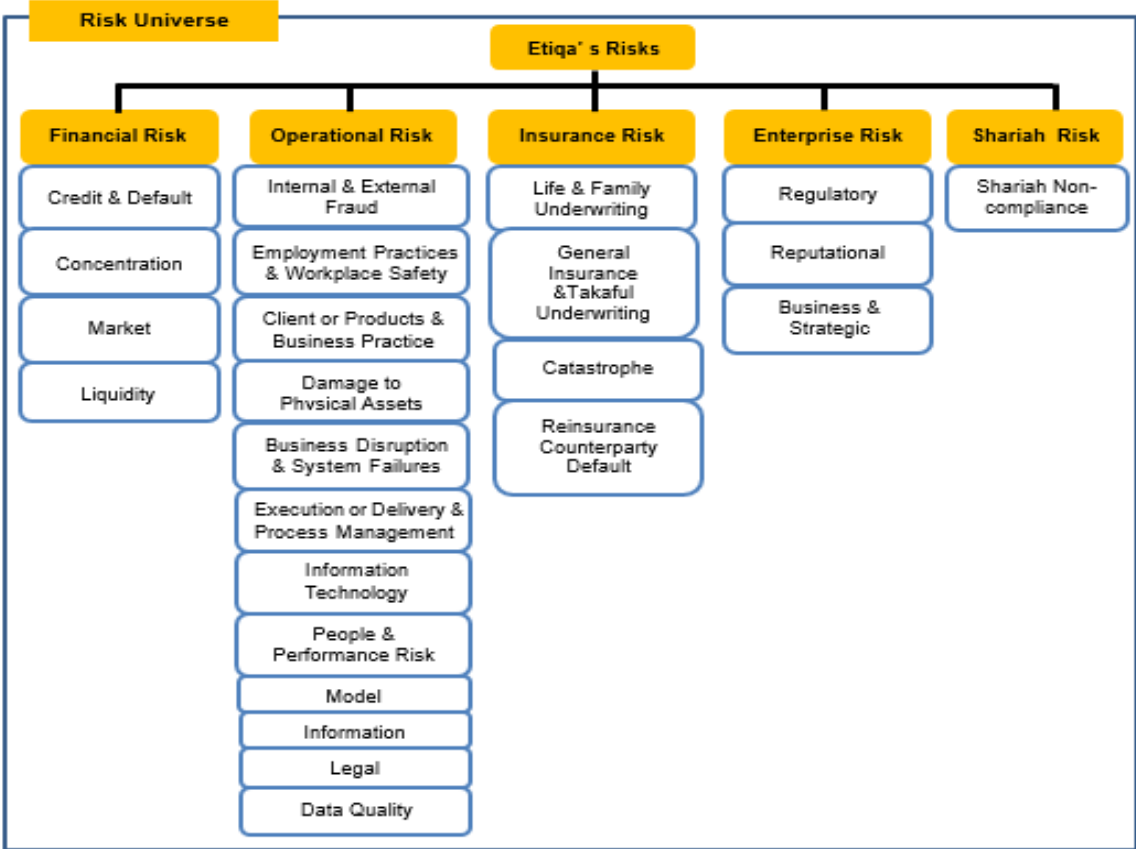 Risk Universe
Etiqa' s Risks
Financial Risk
Credit & Default
Concentration
Market
Liquidity
Operational Risk
Internal & External
Fraud
Employment Practices
& Workplace Safety
Client or Products &
Business Practice
Damage to
Physical Assets
Business Disruption
& System Failures
Execution or Delivery &
Process Management
Information
Technology
People &
Performance Risk
Model
Information
Legal
Data Quality
Insurance Risk
Life & Family
Underwriting
General
Insurance
&Takaful
Underwriting
Catastrophe
Reinsurance
Counterparty
Default
Enterprise Risk
Regulatory
Reputational
Business &
Strategic
Shariah Risk
Shariah Non-
compliance